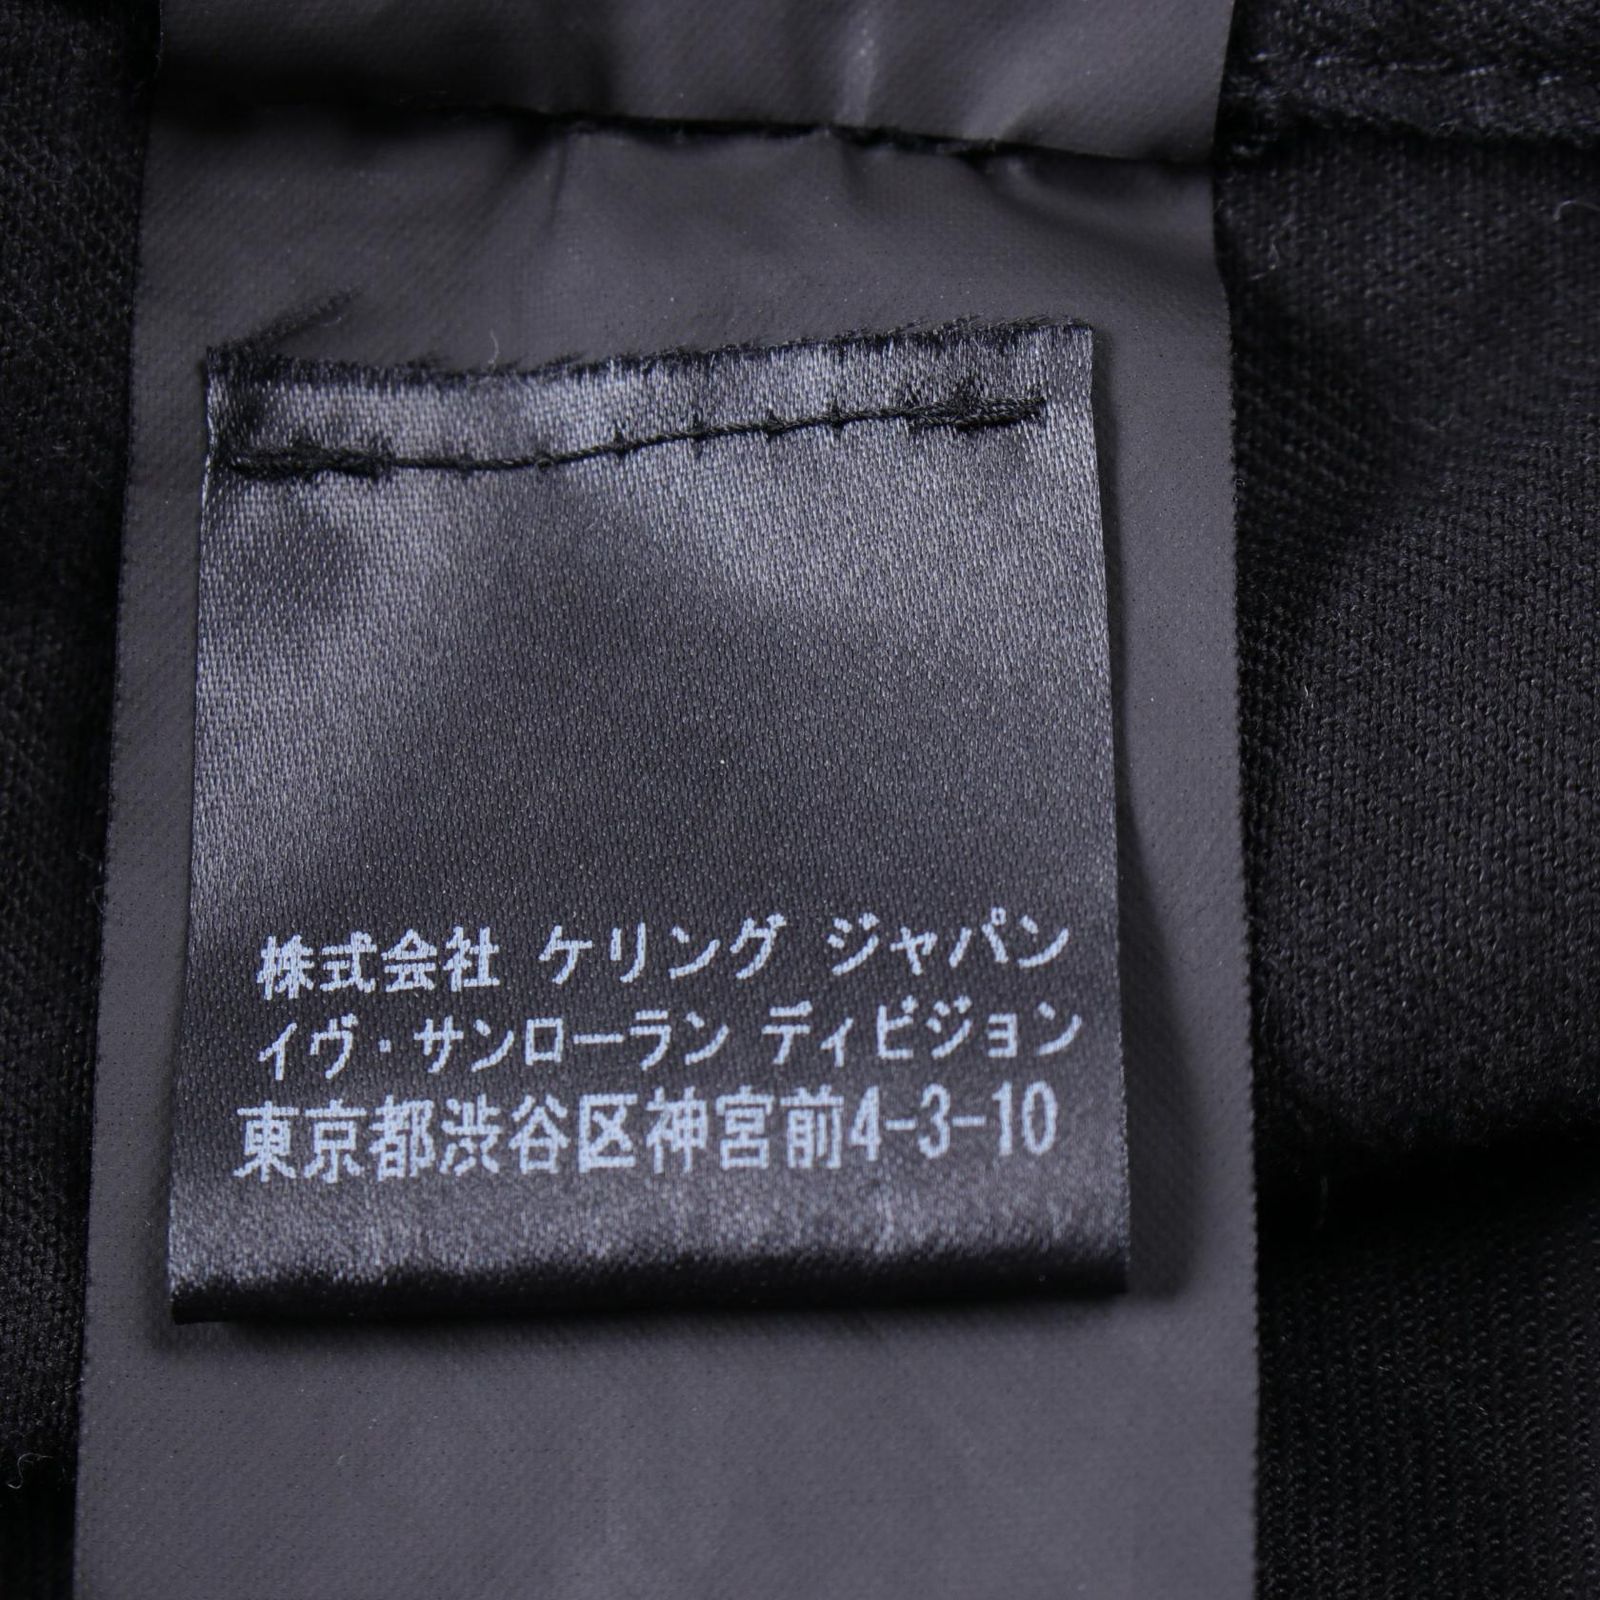 株式会社 ケリング ジャパン
イヴ・サンローラン ディビジョン
東京都渋谷区神宮前4-3-10